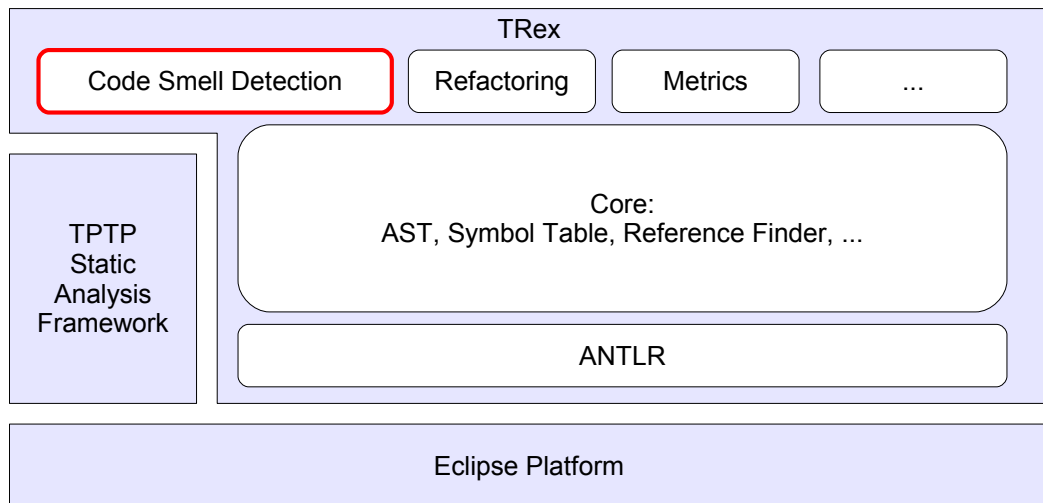 TRex
Code Smell Detection
Refactoring
Metrics
...
Core:
AST, Symbol Table, Reference Finder, ...
TPTP
Static
Analysis
Framework
ANTLR
Eclipse Platform